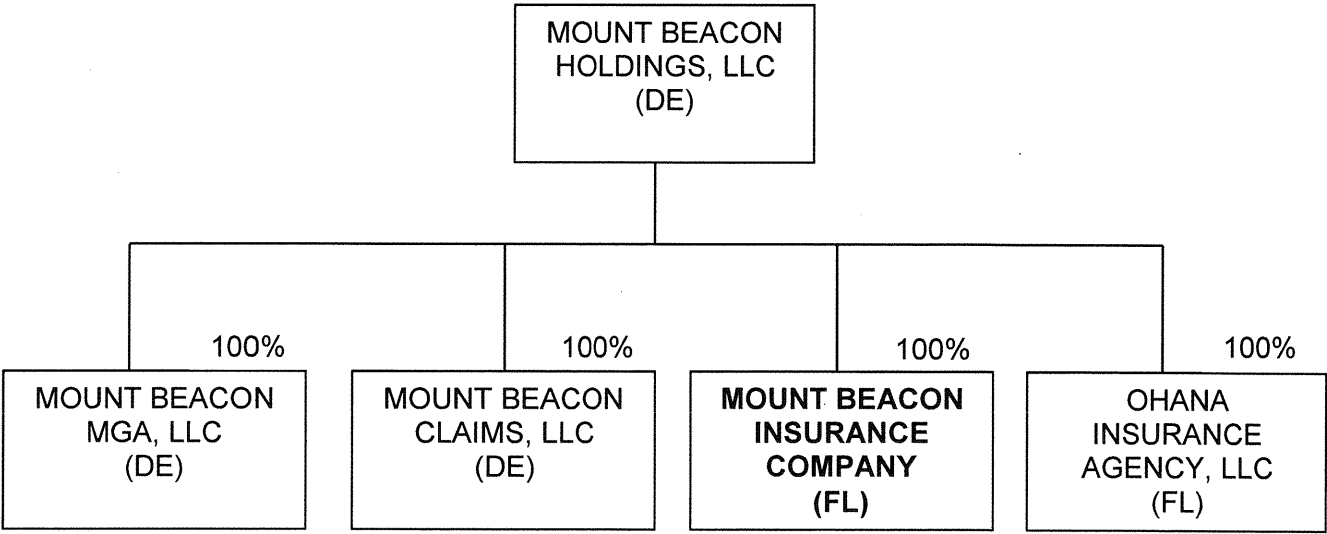 MOUNT BEACON
HOLDINGS, LLC
(DE)
100%
MOUNT BEACON
MGA, LLC
(DE)
100%
MOUNT BEACON
CLAIMS, LLC
(DE)
100%
MOUNT BEACON
INSURANCE
COMPANY
(FL)
100%
OHANA
INSURANCE
AGENCY, LLC
(FL)